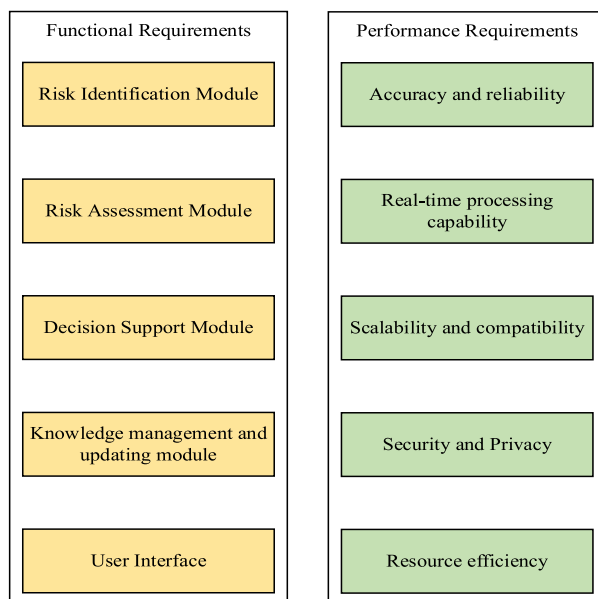 Functional Requirements
Risk Identification Module
Risk Assessment Module
Decision Support Module
Knowledge management and
updating module
User Interface
Performance Requirements
Accuracy and reliability
Real-time processing
capability
Scalability and compatibility
Security and Privacy
Resource efficiency